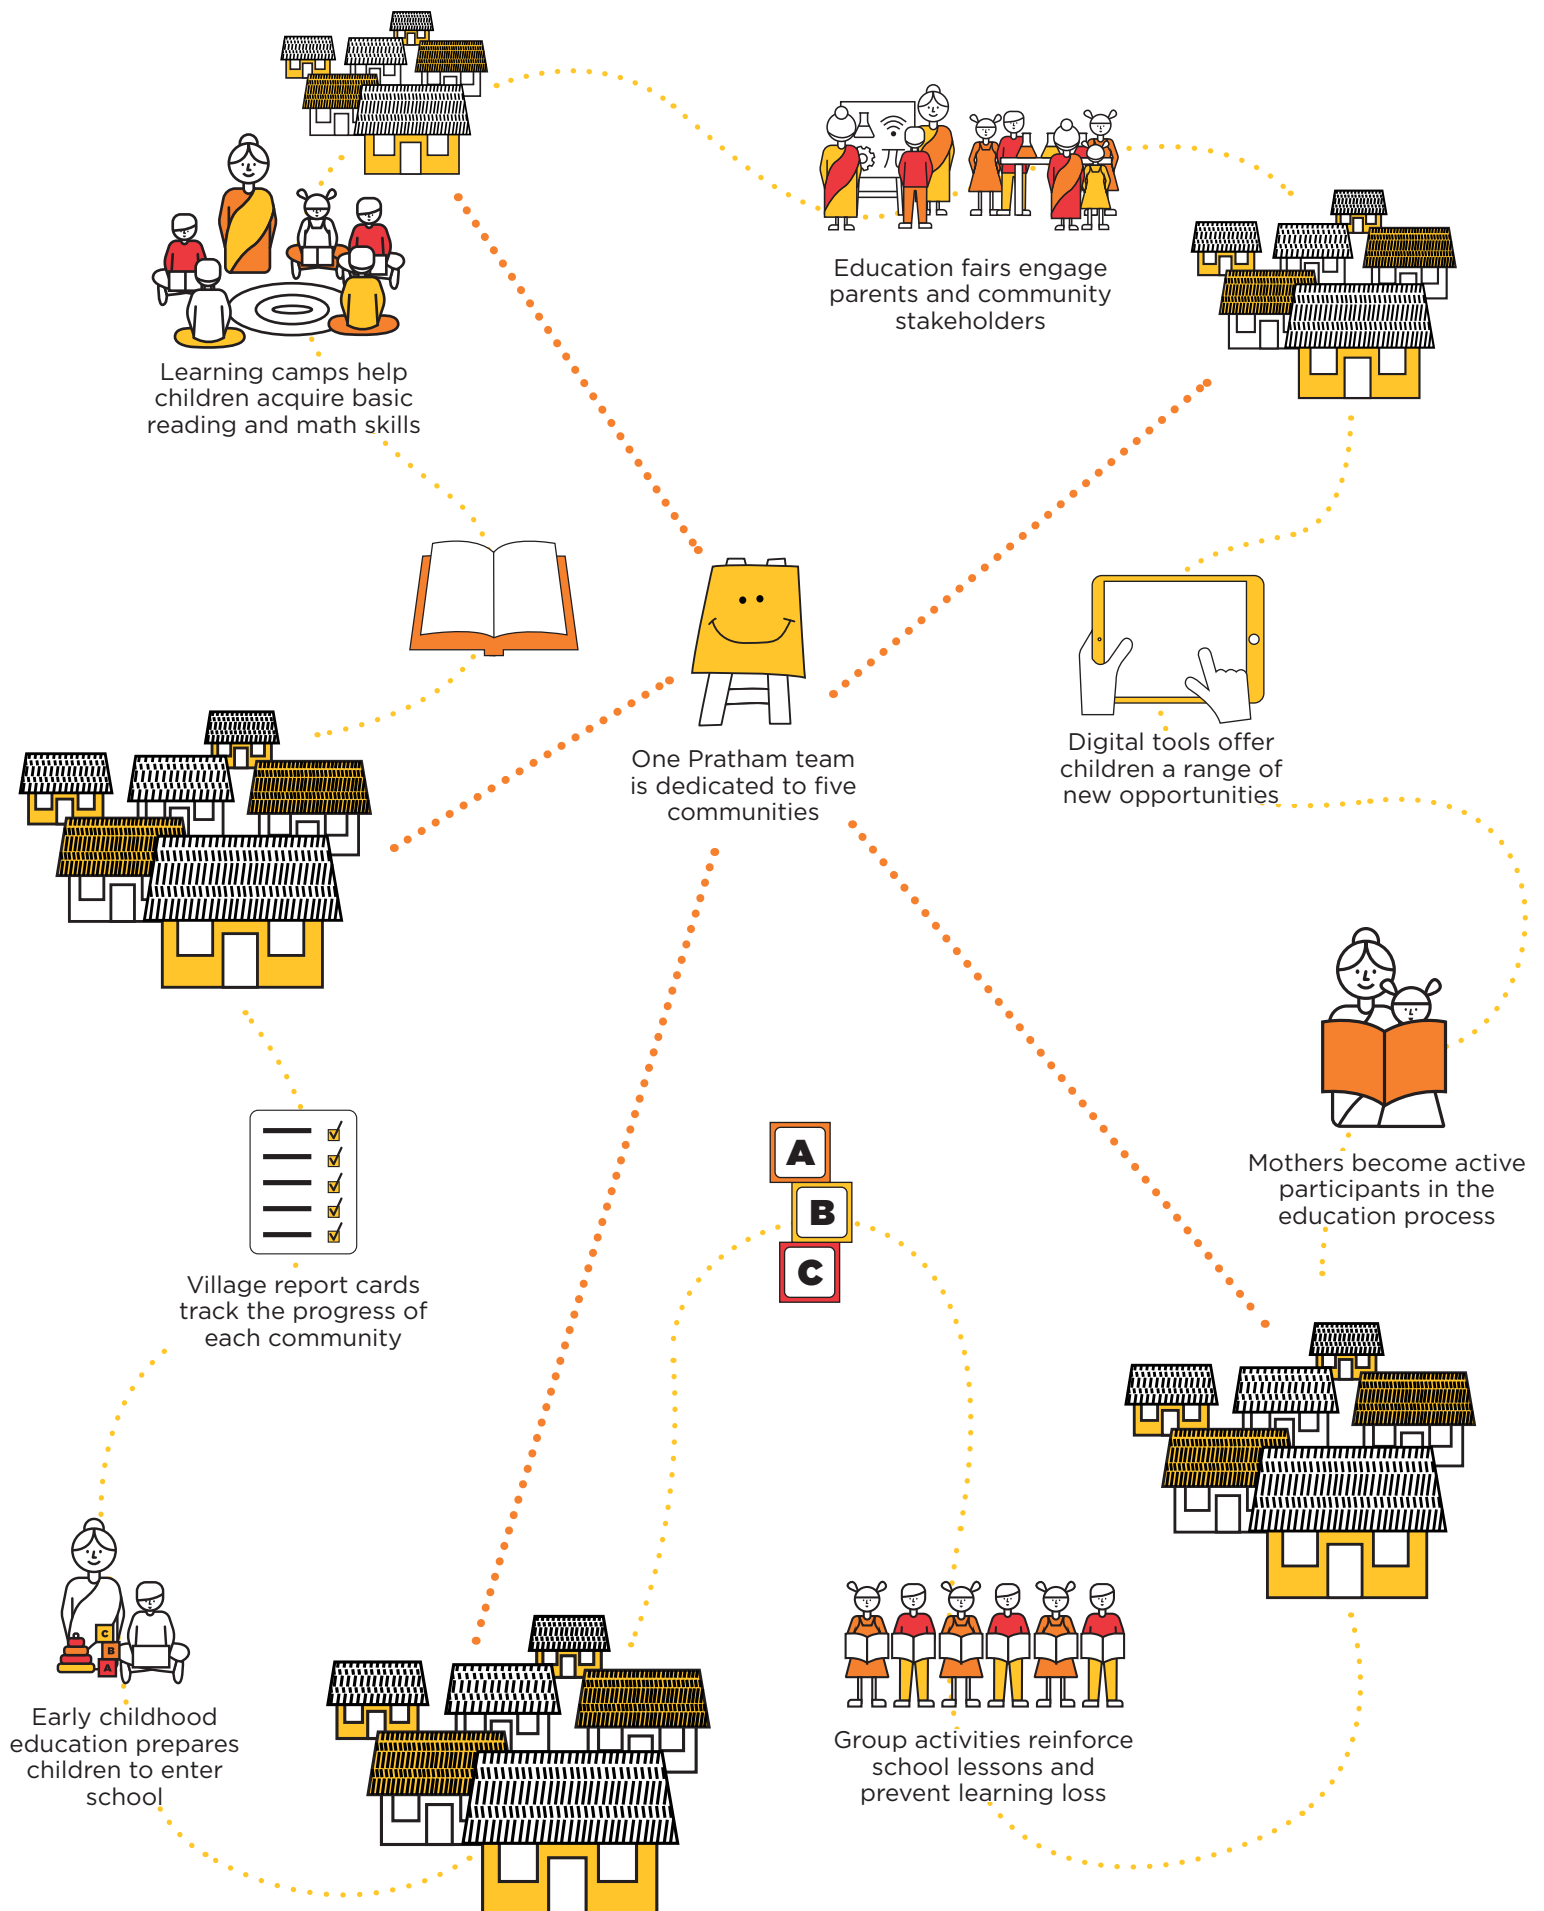 Education fairs engage
parents and community
stakeholders
Learning camps help
children acquire basic
reading and math skills
One Pratham team
is dedicated to five
communities
Digital tools offer
children a range of
new opportunities
A
B
C
Mothers become active
participants in the
education process
Village report cards
track the progress of
each community
C
B
A
Early childhood
education prepares
children to enter
school
Group activities reinforce
school lessons and
prevent learning loss